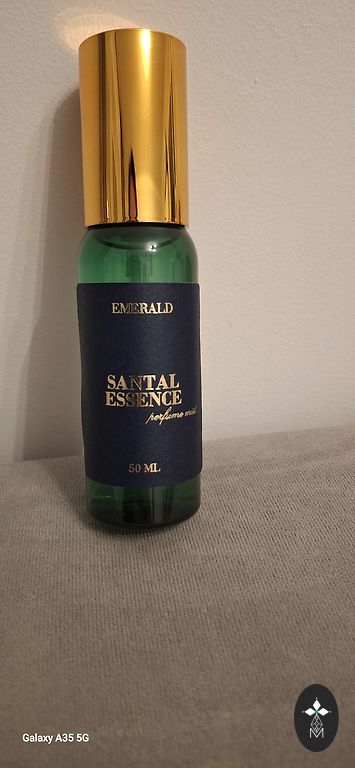 EMERALD
SANTAL
ESSENCE
perfume mist
50 ML
Galaxy A35 5G
M